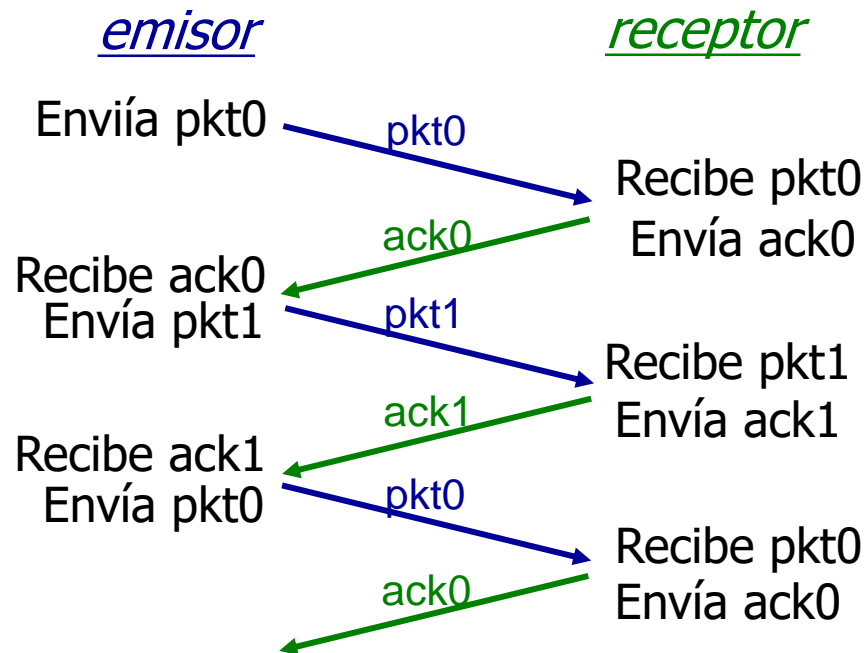 emisor
receptor
Enviía pkt0
pkt0
Recibe pkt0
Envía ack0
ack0
Recibe ack0
Envía pkt1
pkt1
Recibe pkt1
Envía ack1
ack1
Recibe ack1
Envía pkt0
pkt0
Recibe pkt0
Envía ack0
ack0